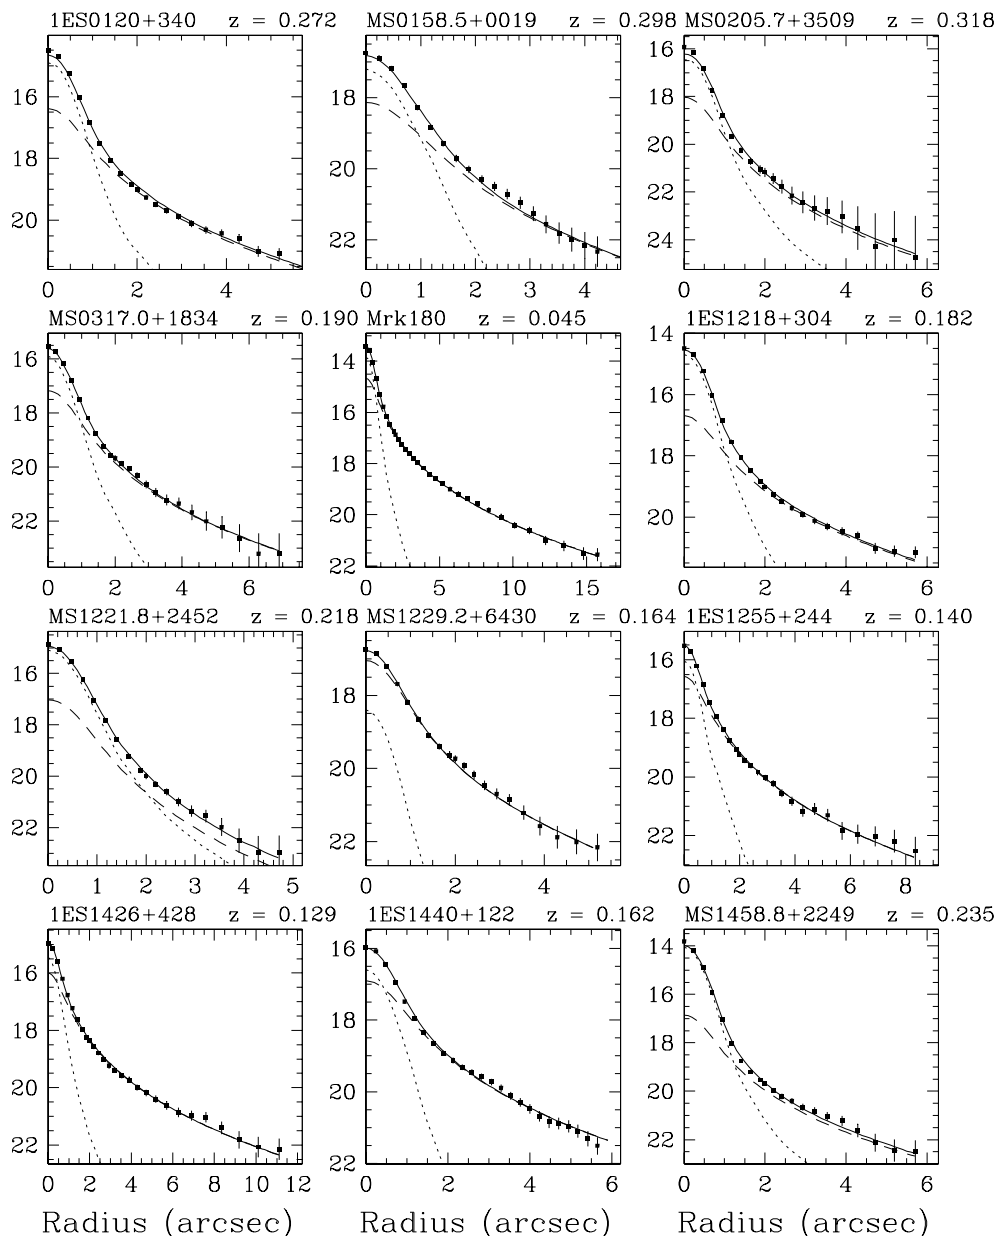 1ES0120+340 z = 0.272 MS0158.5+0019 z = 0.298 MS0205.7+3509 z = 0.318
16
18
20
0 2 4
18
20
22
0 1 2 3 4
16
18
20
22
24
0 2 4 6
MS0317.0+1834 z = 0.190 Mrk180 z = 0.045 1ES1218+304 z = 0.182
16
18
20
22
0 2 4 6
14
16
18
20
22
0 5 10 15
14
16
18
20
0 2 4 6
MS1221.8+2452 z = 0.218 MS1229.2+6430 z = 0.164 1ES1255+244 z = 0.140
16
18
20
22
0 1 2 3 4 5
18
20
22
0 2 4
16
18
20
22
0 2 4 6 8
1ES1426+428 z = 0.129 1ES1440+122 z = 0.162 MS1458.8+2249 z = 0.235
16
18
20
22
0 2 4 6 8 10 12
16
18
20
22
0 2 4 6
14
16
18
20
22
0 2 4 6
Radius (arcsec) Radius (arcsec) Radius (arcsec)